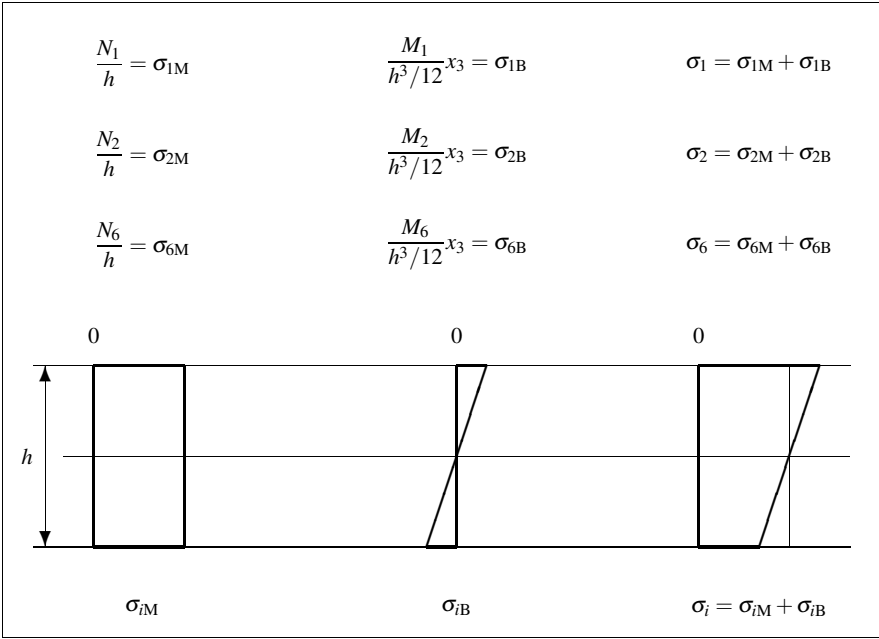 N₁/h = σ₁M    M₁/(h³/12) x₃ = σ₁B    σ₁ = σ₁M + σ₁B
N₂/h = σ₂M    M₂/(h³/12) x₃ = σ₂B    σ₂ = σ₂M + σ₂B
N₆/h = σ₆M    M₆/(h³/12) x₃ = σ₆B    σ₆ = σ₆M + σ₆B
0    0    0
h
σiM    σiB    σi = σiM + σiB